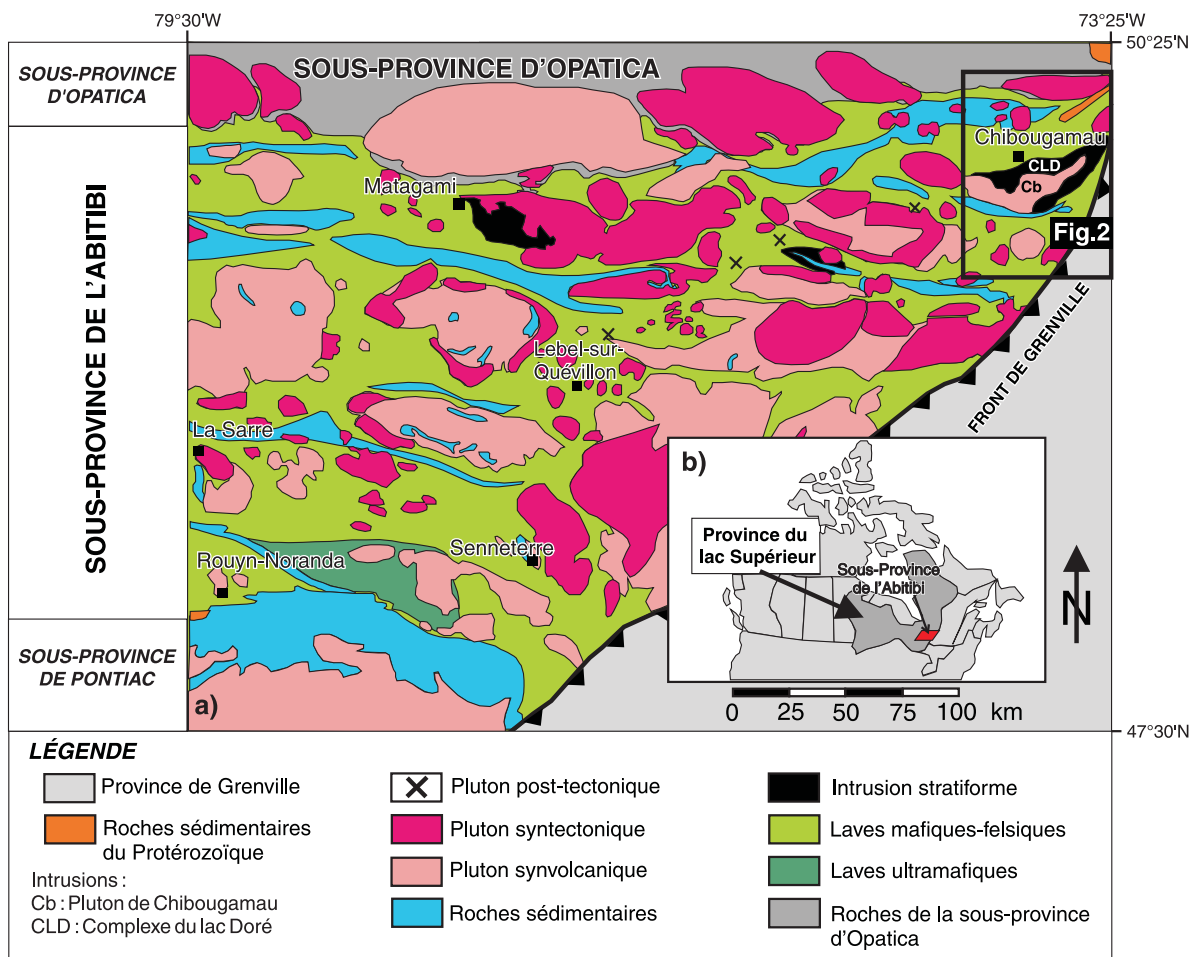 79°30'W
73°25'W
50°25'N
SOUS-PROVINCE
D'OPATICA
SOUS-PROVINCE D'OPATICA
Chibougamau
CLD
Cb
Matagami
Fig.2
SOUS-PROVINCE DE L'ABITIBI
Lebel-sur-
Quévillon
FRONT DE GRENVILLE
La Sarre
b)
Province du
lac Supérieur
Sous-Province
de l'Abitibi
Rouyn-Noranda
Senneterre
N
SOUS-PROVINCE
DE PONTIAC
a)
0 25 50 75 100 km
47°30'N
LÉGENDE
Province de Grenville
Roches sédimentaires
du Protérozoïque
Intrusions :
Cb : Pluton de Chibougamau
CLD : Complexe du lac Doré
Pluton post-tectonique
Pluton syntectonique
Pluton synvolcanique
Roches sédimentaires
Intrusion stratiforme
Laves mafiques-felsiques
Laves ultramafiques
Roches de la sous-province
d'Opatica